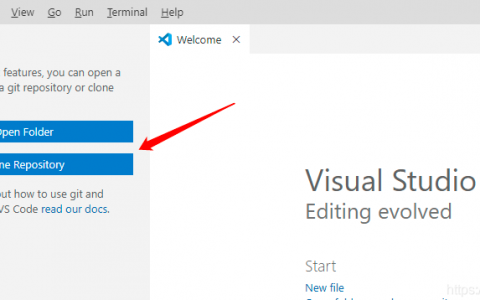 View Go Run Terminal Help
Welcome
features, you can open a
a git repository or clone
Open Folder
ne Repository
out how to use git and
VS Code read our docs.
Visual Studio
Editing evolved
Start
New file
https: